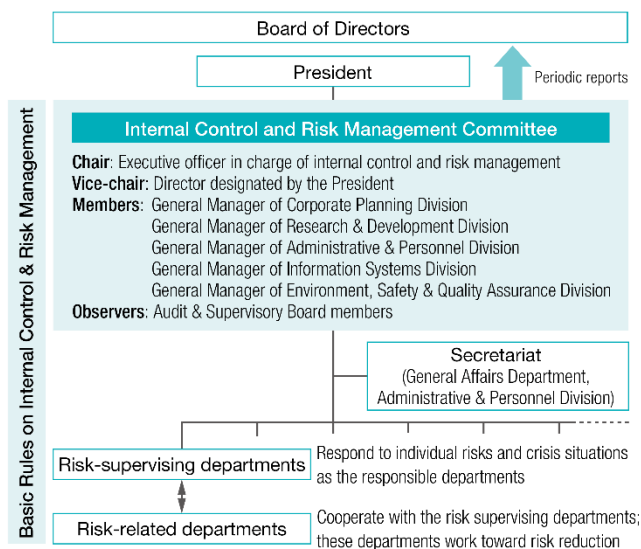 Board of Directors
President
Periodic reports
Basic Rules on Internal Control & Risk Management
Internal Control and Risk Management Committee
Chair: Executive officer in charge of internal control and risk management
Vice-chair: Director designated by the President
Members: General Manager of Corporate Planning Division
General Manager of Research & Development Division
General Manager of Administrative & Personnel Division
General Manager of Information Systems Division
General Manager of Environment, Safety & Quality Assurance Division
Observers: Audit & Supervisory Board members
Secretariat
(General Affairs Department,
Administrative & Personnel Division)
Risk-supervising departments
Respond to individual risks and crisis situations
as the responsible departments
Risk-related departments
Cooperate with the risk supervising departments;
these departments work toward risk reduction